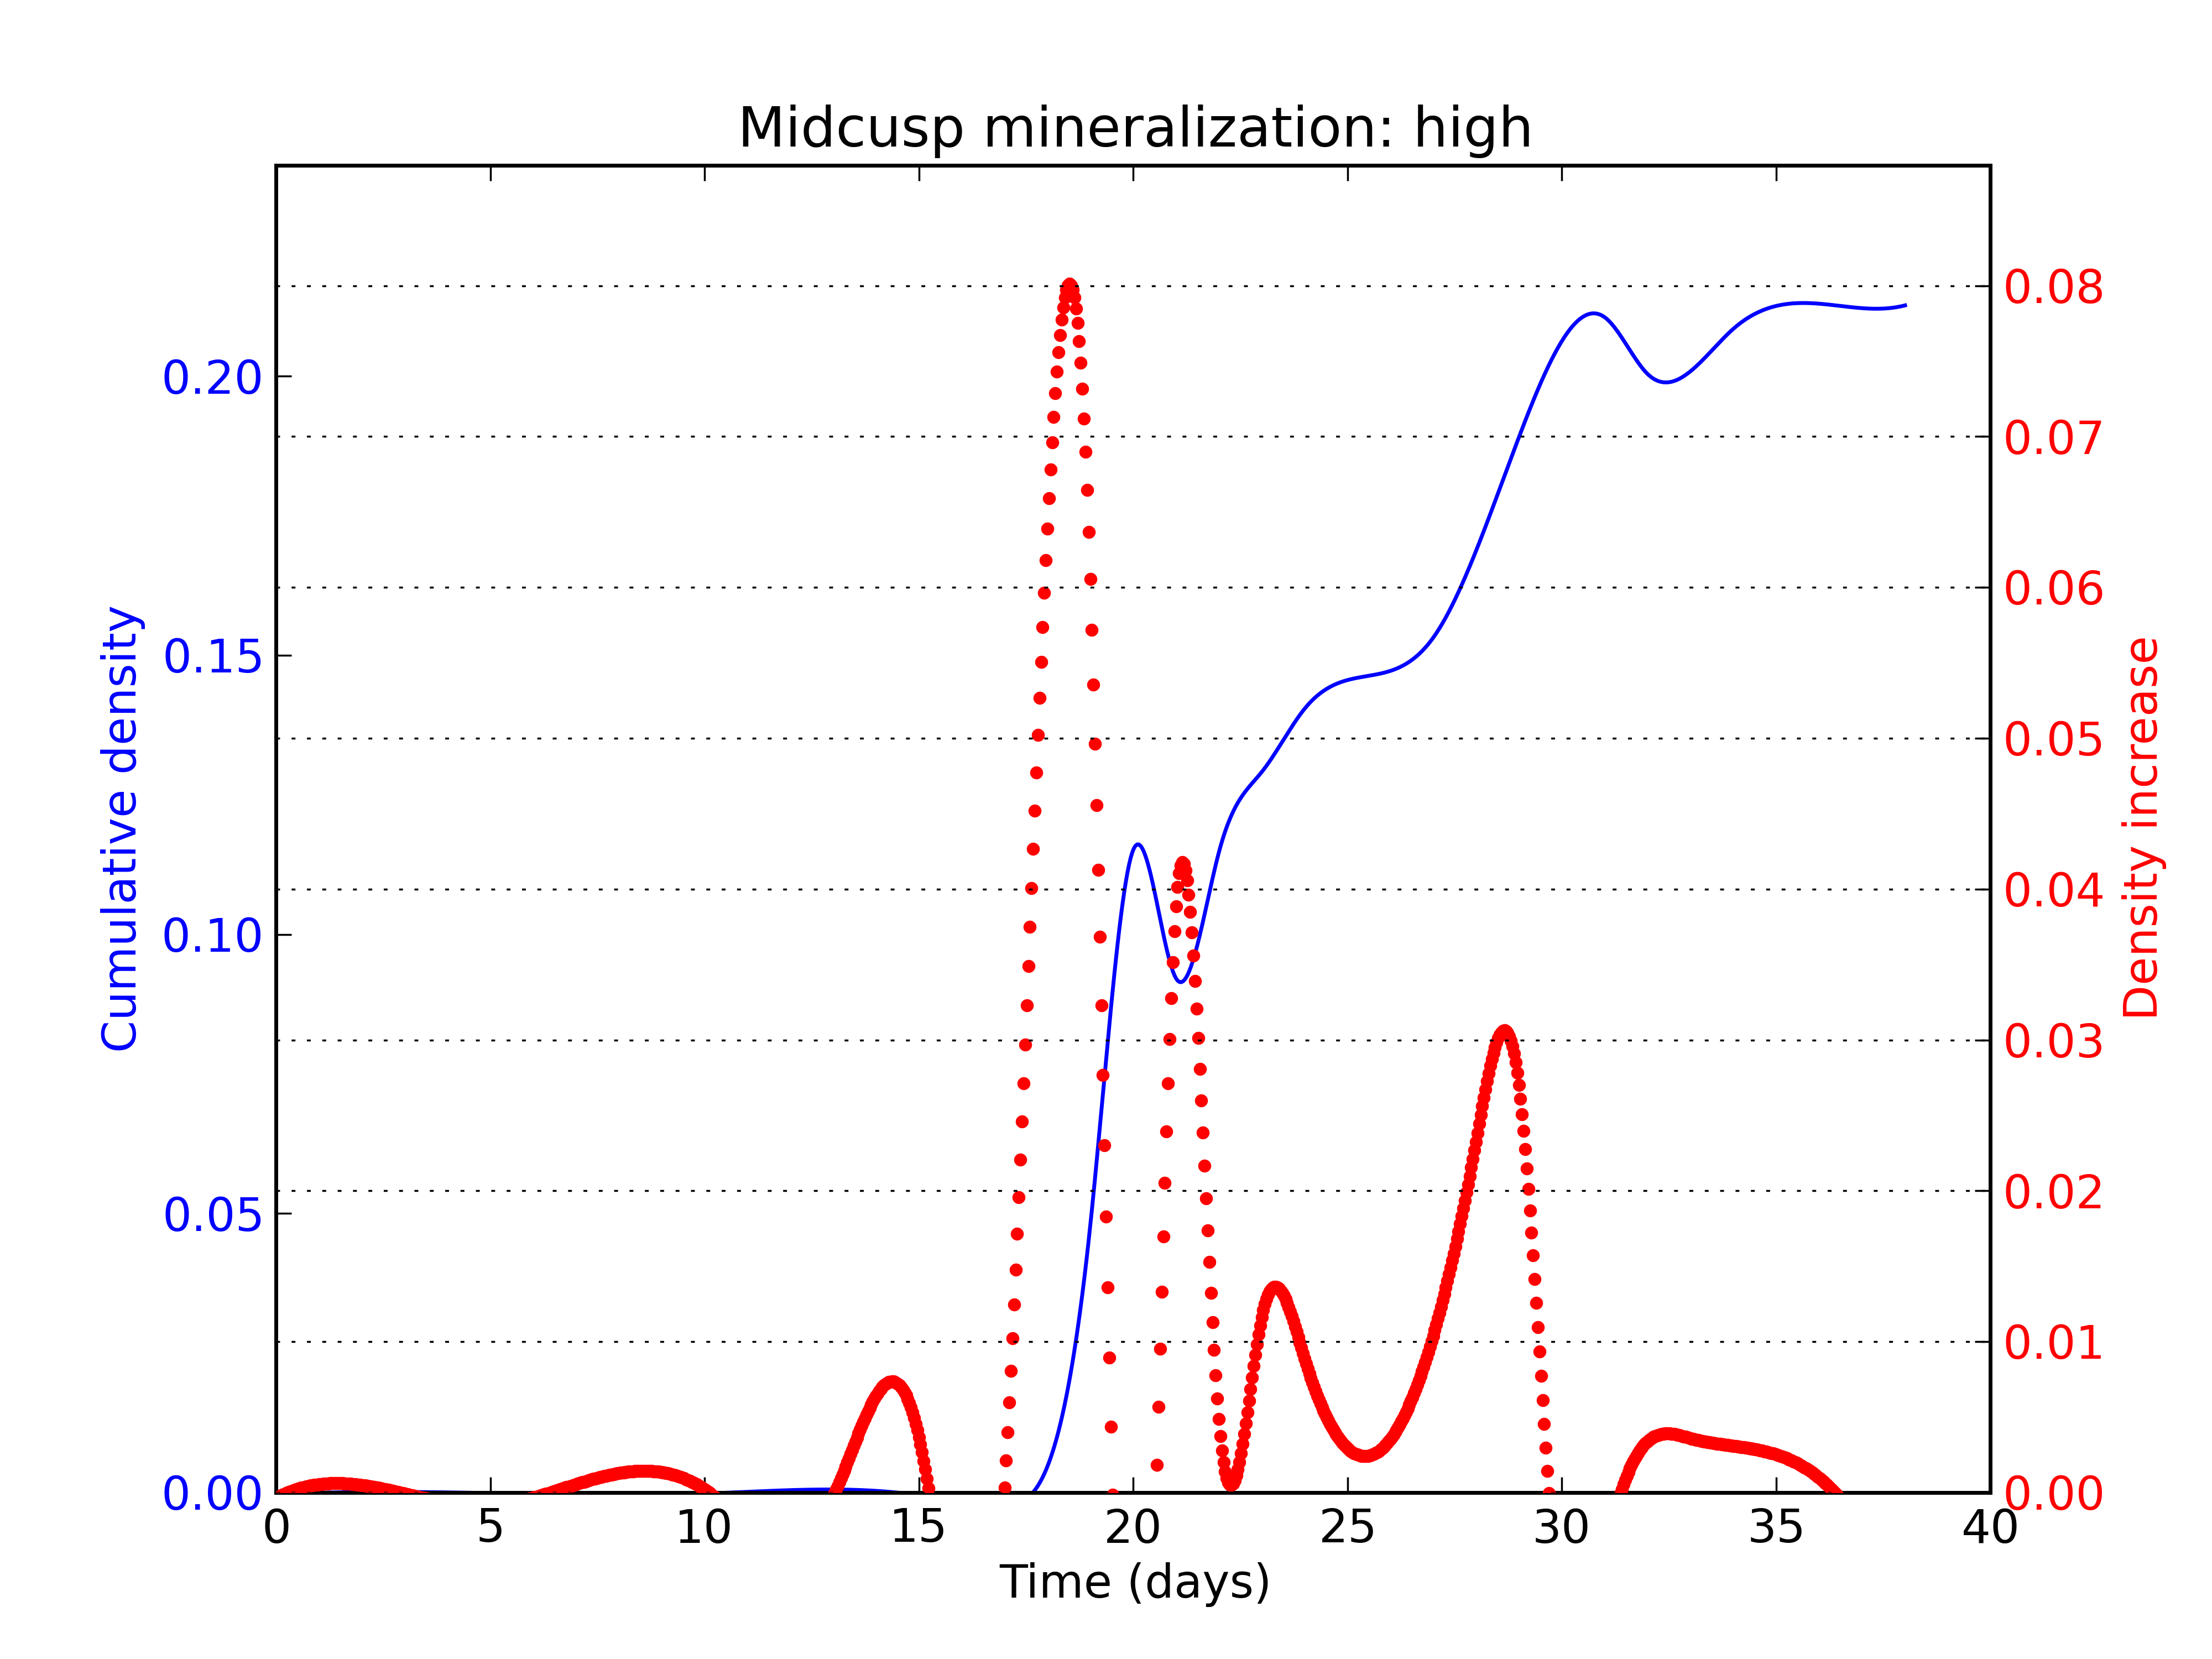 Midcusp mineralization: high
Cumulative density
0.20
0.15
0.10
0.05
0.00
0.08
0.07
0.06
0.05
0.04
0.03
0.02
0.01
0.00
Density increase
0 5 10 15 20 25 30 35 40
Time (days)